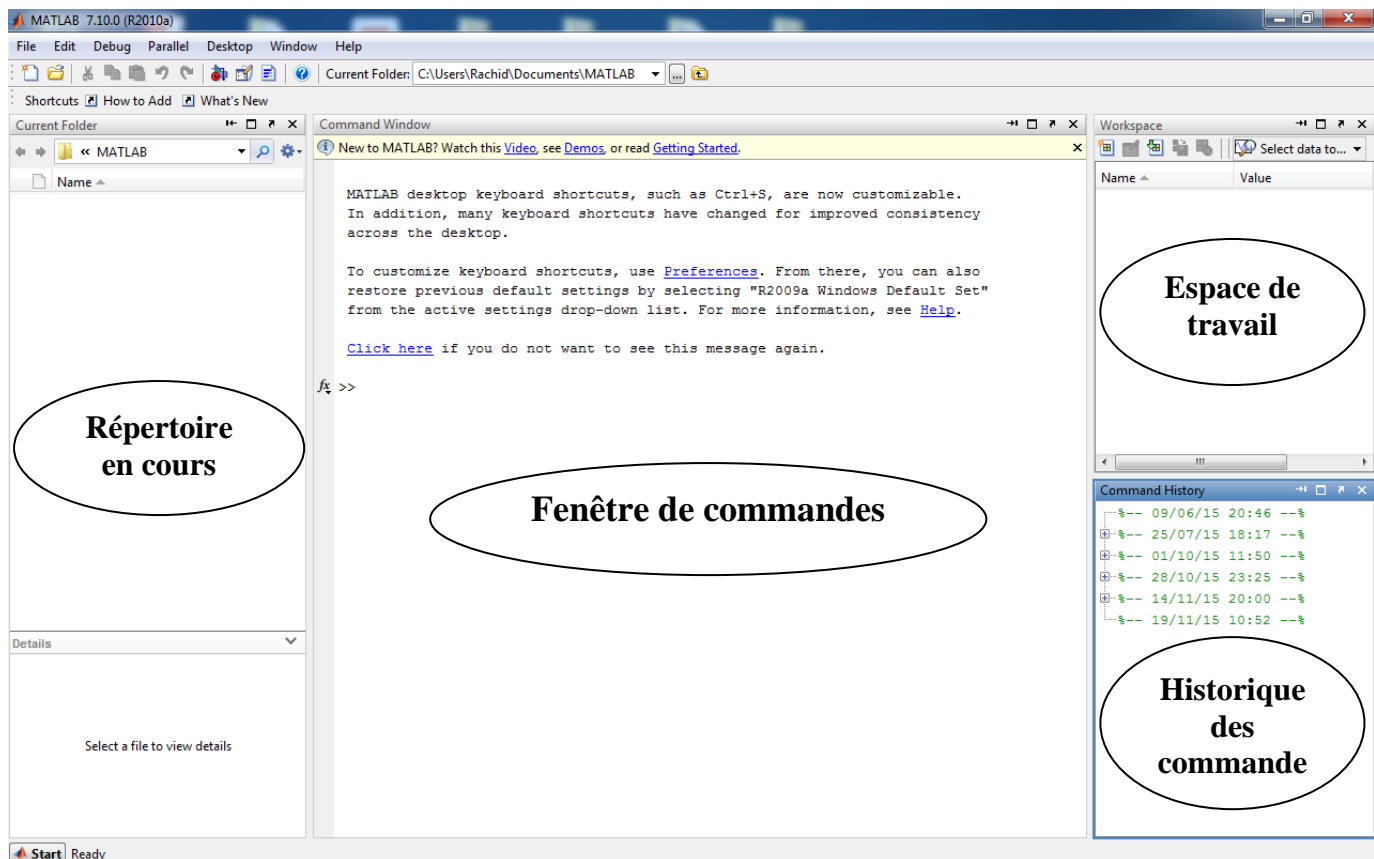 MATLAB 7.10.0 (R2010a)
File Edit Debug Parallel Desktop Window Help
Current Folder: C:\Users\Rachid\Documents\MATLAB ...
Shortcuts How to Add What's New
Current Folder
« MATLAB
Name
Répertoire
en cours
Details
Select a file to view details
Command Window
New to MATLAB? Watch this Video, see Demos, or read Getting Started.
MATLAB desktop keyboard shortcuts, such as Ctrl+S, are now customizable.
In addition, many keyboard shortcuts have changed for improved consistency
across the desktop.
To customize keyboard shortcuts, use Preferences. From there, you can also
restore previous default settings by selecting "R2009a Windows Default Set"
from the active settings drop-down list. For more information, see Help.
Click here if you do not want to see this message again.
fx >>
Fenêtre de commandes
Workspace
Select data to...
Name Value
Espace de
travail
Command History
%-- 09/06/15 20:46 --%
%-- 25/07/15 18:17 --%
%-- 01/10/15 11:50 --%
%-- 28/10/15 23:25 --%
%-- 14/11/15 20:00 --%
%-- 19/11/15 10:52 --%
Historique
des
commande
Start Ready